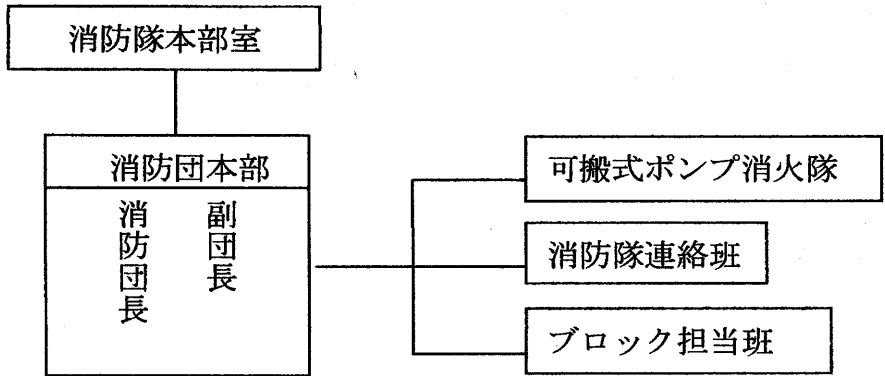 消防隊本部室
消防団本部
副団長
消防団長
可搬式ポンプ消火隊
消防隊連絡班
ブロック担当班